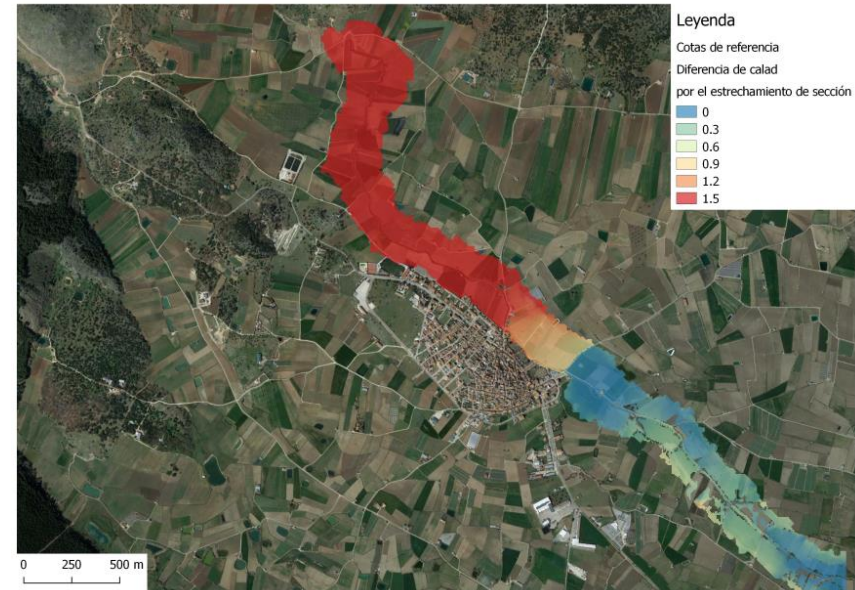 Leyenda
Cotas de referencia
Diferencia de calad
por el estrechamiento de sección
0
0.3
0.6
0.9
1.2
1.5
0 250 500 m